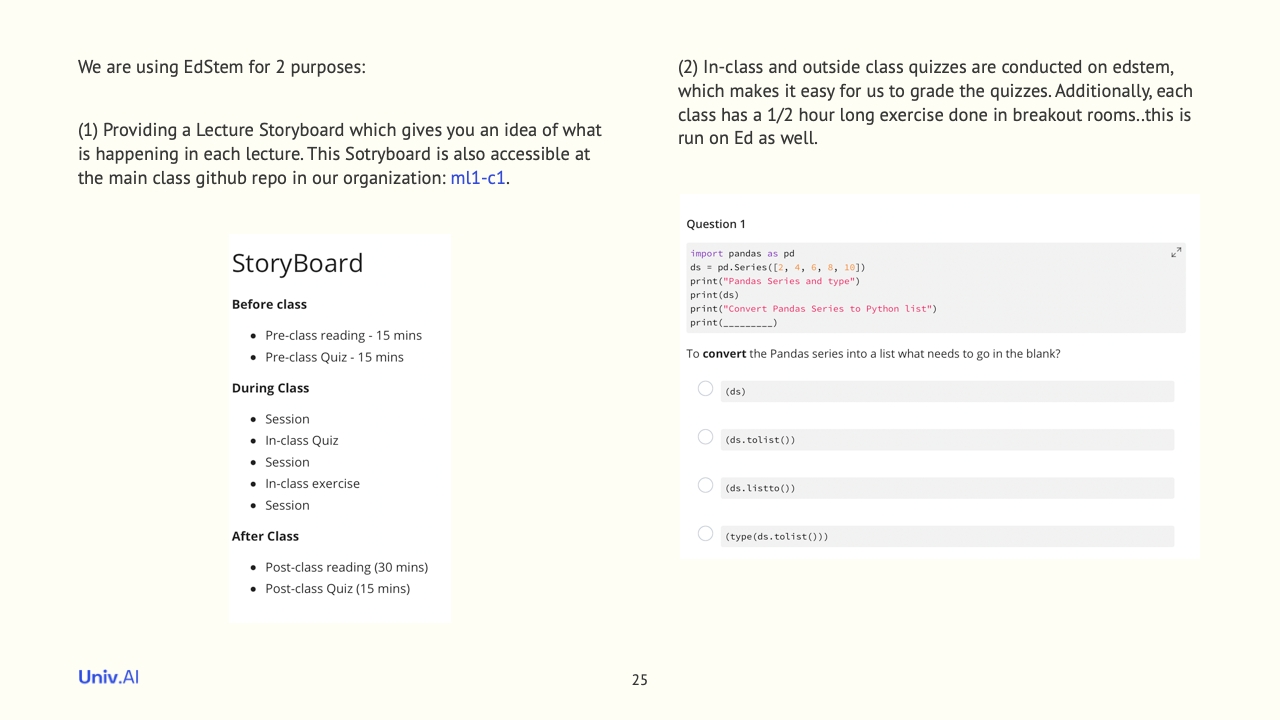 We are using EdStem for 2 purposes:
(1) Providing a Lecture Storyboard which gives you an idea of what
is happening in each lecture. This Sotryboard is also accessible at
the main class github repo in our organization: ml1-c1.
StoryBoard
Before class
• Pre-class reading - 15 mins
• Pre-class Quiz - 15 mins
During Class
• Session
• In-class Quiz
• Session
• In-class exercise
• Session
After Class
• Post-class reading (30 mins)
• Post-class Quiz (15 mins)
(2) In-class and outside class quizzes are conducted on edstem,
which makes it easy for us to grade the quizzes. Additionally, each
class has a 1/2 hour long exercise done in breakout rooms..this is
run on Ed as well.
Question 1
import pandas as pd
ds = pd.Series([2, 4, 6, 8, 10])
print("Pandas Series and type")
print(ds)
print("Convert Pandas Series to Python list")
print(_________)
To convert the Pandas series into a list what needs to go in the blank?
(ds)
(ds.tolist())
(ds.listto())
(type(ds.tolist()))
Univ.AI
25